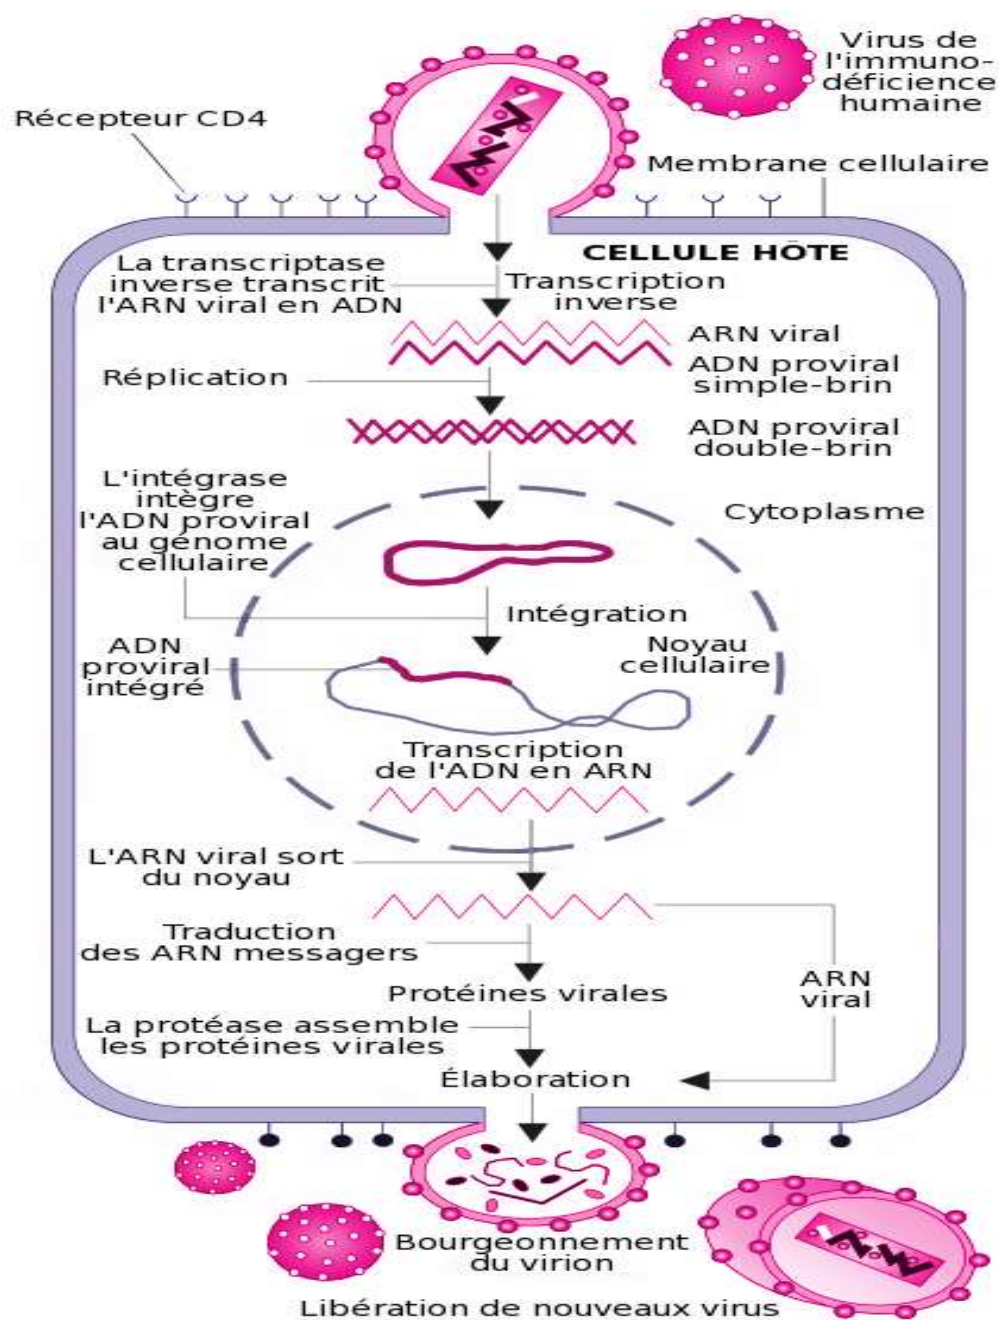 Virus de
l'immuno-
déficience
humaine
Récepteur CD4
Membrane cellulaire
CELLULE HÔTE
La transcriptase
inverse transcrit
l'ARN viral en ADN
Transcription
inverse
ARN viral
ADN proviral
simple-brin
Réplication
ADN proviral
double-brin
L'intégrase
intègre
l'ADN proviral
au génome
cellulaire
Cytoplasme
Intégration
ADN
proviral
intégré
Noyau
cellulaire
Transcription
de l'ADN en ARN
L'ARN viral sort
du noyau
Traduction
des ARN messagers
ARN
viral
Protéines virales
La protéase assemble
les protéines virales
Élaboration
Bourgeonnement
du virion
Libération de nouveaux virus